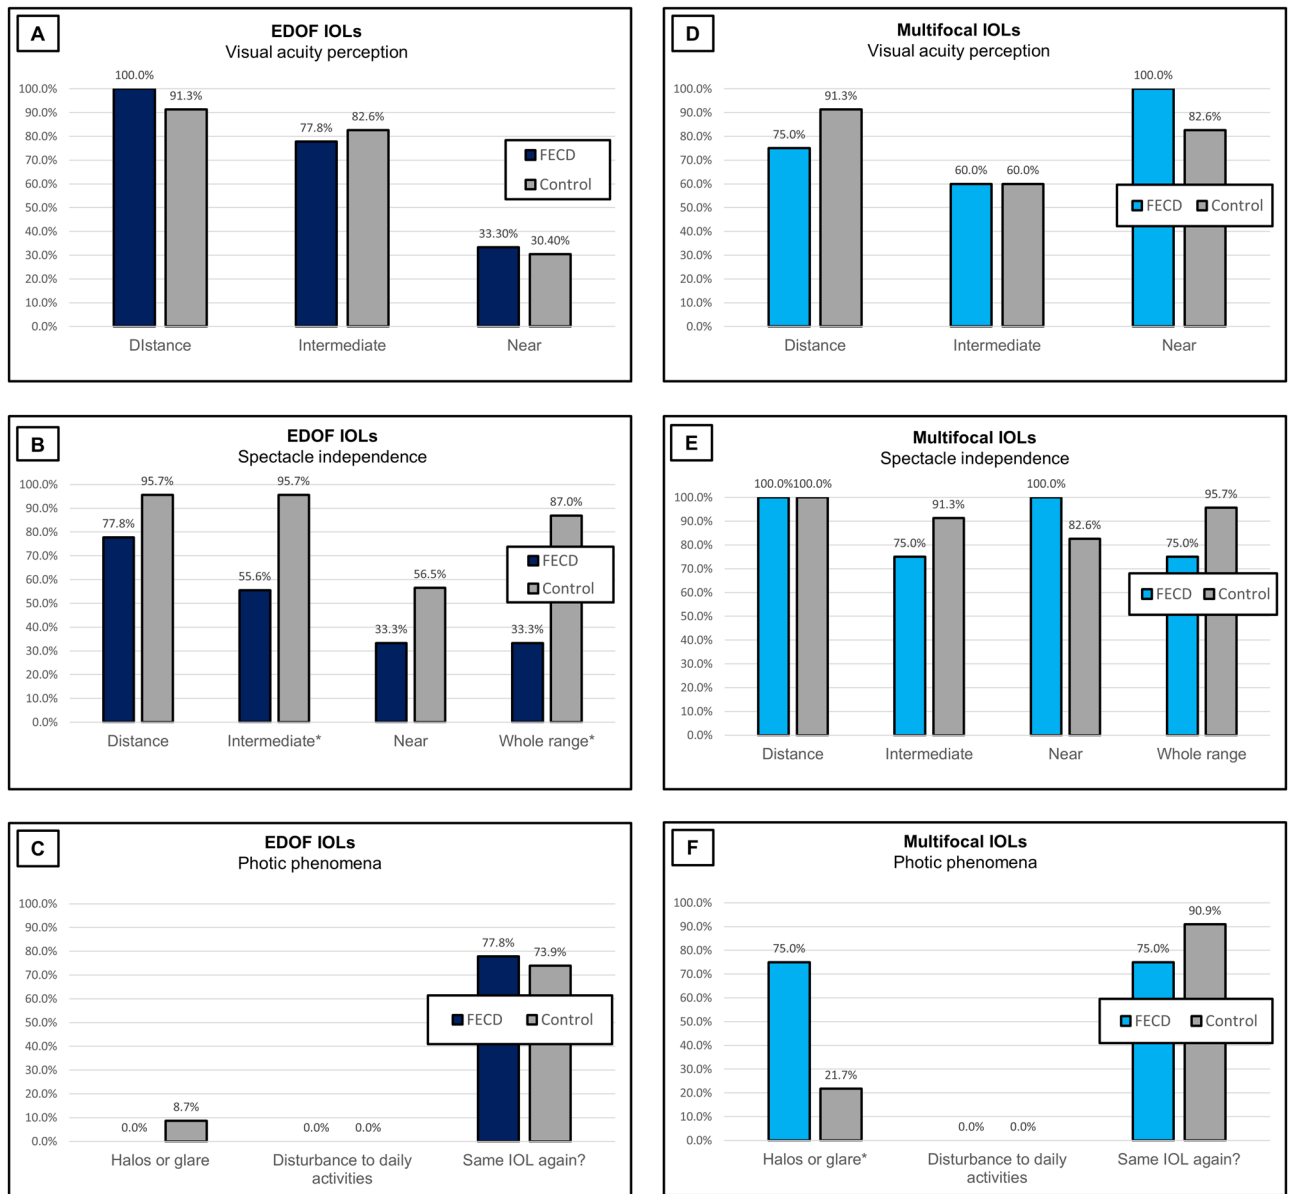 A
EDOF IOLs
Visual acuity perception
100.0%
91.3%
77.8%
82.6%
33.30%
30.40%
100.0%
90.0%
80.0%
70.0%
60.0%
50.0%
40.0%
30.0%
20.0%
10.0%
0.0%
FECD
Control
DIstance
Intermediate
Near
D
Multifocal IOLs
Visual acuity perception
75.0%
91.3%
60.0%
60.0%
100.0%
82.6%
100.0%
90.0%
80.0%
70.0%
60.0%
50.0%
40.0%
30.0%
20.0%
10.0%
0.0%
FECD
Control
Distance
Intermediate
Near
B
EDOF IOLs
Spectacle independence
77.8%
95.7%
55.6%
95.7%
33.3%
56.5%
33.3%
87.0%
100.0%
90.0%
80.0%
70.0%
60.0%
50.0%
40.0%
30.0%
20.0%
10.0%
0.0%
FECD
Control
Distance
Intermediate*
Near
Whole range*
E
Multifocal IOLs
Spectacle independence
100.0%
100.0%
75.0%
91.3%
100.0%
82.6%
75.0%
95.7%
100.0%
90.0%
80.0%
70.0%
60.0%
50.0%
40.0%
30.0%
20.0%
10.0%
0.0%
FECD
Control
Distance
Intermediate
Near
Whole range
C
EDOF IOLs
Photic phenomena
0.0%
8.7%
0.0%
0.0%
77.8%
73.9%
100.0%
90.0%
80.0%
70.0%
60.0%
50.0%
40.0%
30.0%
20.0%
10.0%
0.0%
FECD
Control
Halos or glare
Disturbance to daily
activities
Same IOL again?
F
Multifocal IOLs
Photic phenomena
75.0%
21.7%
0.0%
0.0%
75.0%
90.9%
100.0%
90.0%
80.0%
70.0%
60.0%
50.0%
40.0%
30.0%
20.0%
10.0%
0.0%
FECD
Control
Halos or glare*
Disturbance to daily
activities
Same IOL again?